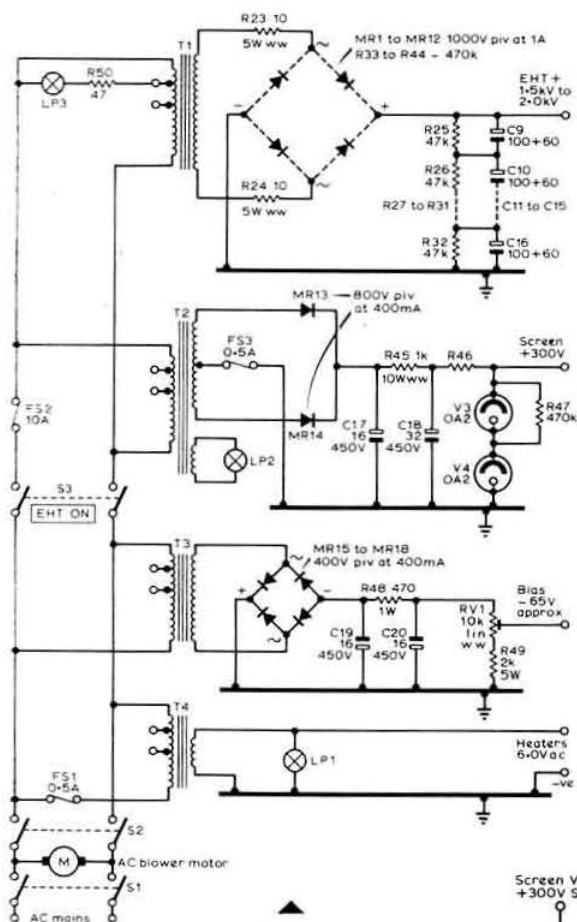 R23 10
5W ww
MR1 to MR12 1000V piv at 1A
R33 to R44 - 470k
T1
R50
47
LP3
EHT+
1·5kV to
2·0kV
R25
47k
C9
100+60
R26
47k
C10
100+60
R27 to R31
C11 to C15
R24 10
5W ww
R32
47k
C16
100+60
T2
MR13
800V piv
at 400mA
FS3
0·5A
R45 1k
10Www
R46
Screen
+300V
V3
OA2
R47
470k
FS2
10A
C17
16
450V
C18
32
450V
MR14
V4
OA2
LP2
S3
EHT ON
T3
MR15 to MR18
400V piv at 400mA
R48 470
1W
RV1
10k
lin
ww
Bias
-65V
approx
C19
16
450V
C20
16
450V
R49
2k
5W
T4
LP1
Heaters
6·0Vac
-ve
FS1
0·5A
S2
M
AC blower motor
S1
AC mains
Screen V
+300V S